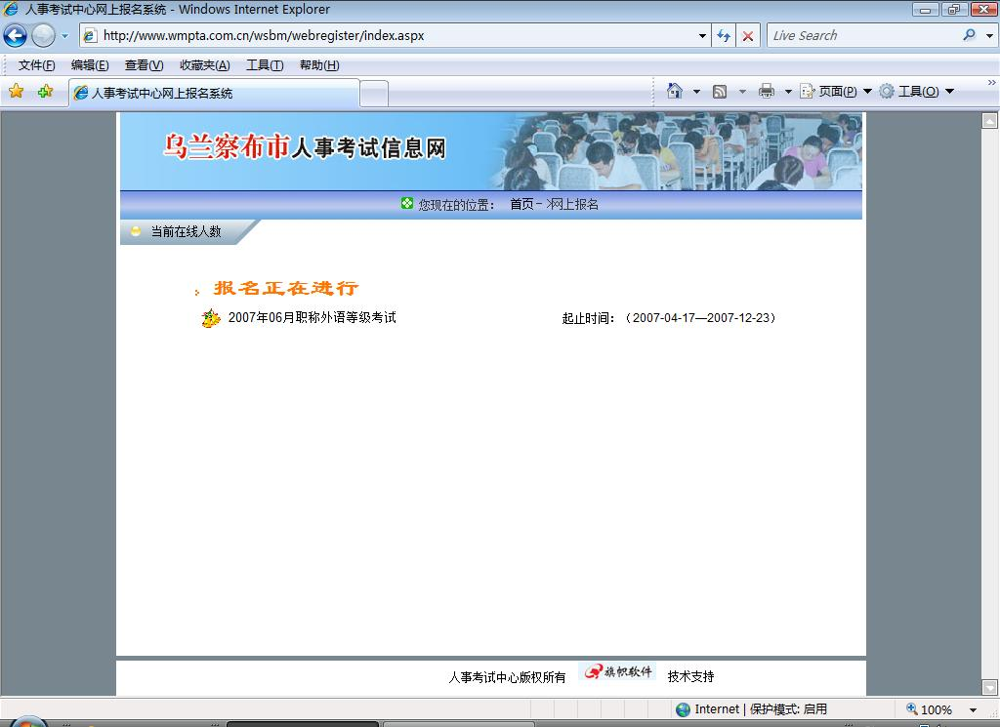 人事考试中心网上报名系统 - Windows Internet Explorer
http://www.wmpta.com.cn/wsbm/webregister/index.aspx
Live Search
文件(F) 编辑(E) 查看(V) 收藏夹(A) 工具(T) 帮助(H)
人事考试中心网上报名系统
页面(P) 工具(O) »
乌兰察布市人事考试信息网
您现在的位置： 首页－>网上报名
当前在线人数
报名正在进行
2007年06月职称外语等级考试 起止时间：（2007-04-17—2007-12-23）
人事考试中心版权所有 旗帜软件 技术支持
Internet | 保护模式: 启用 100%